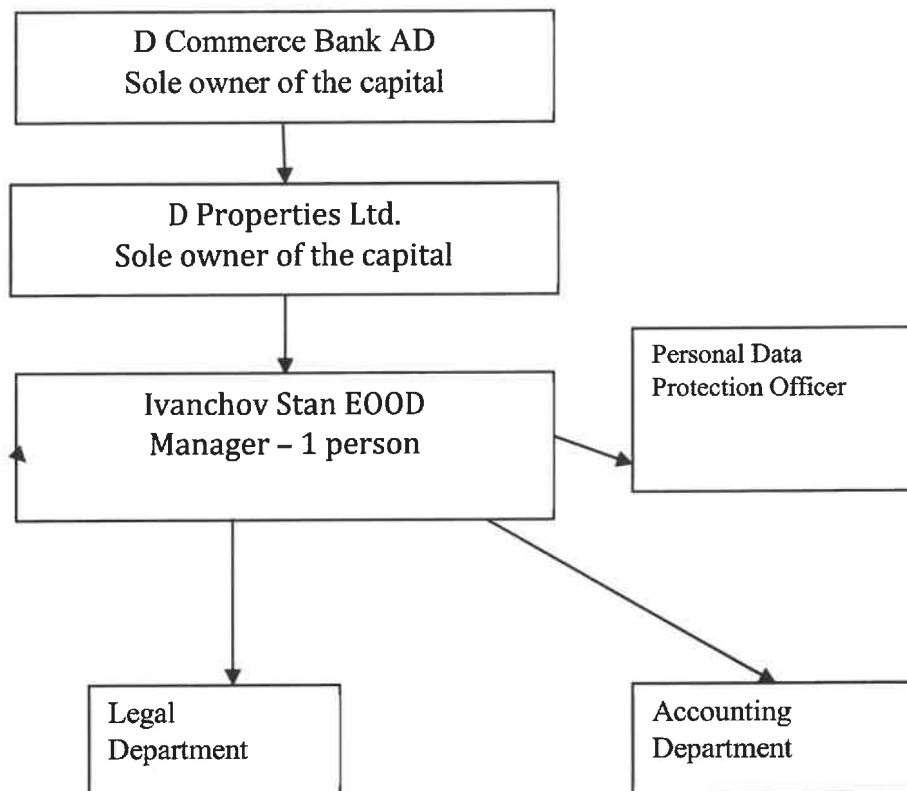 D Commerce Bank AD
Sole owner of the capital
D Properties Ltd.
Sole owner of the capital
Ivanchov Stan EOOD
Manager – 1 person
Personal Data
Protection Officer
Legal
Department
Accounting
Department